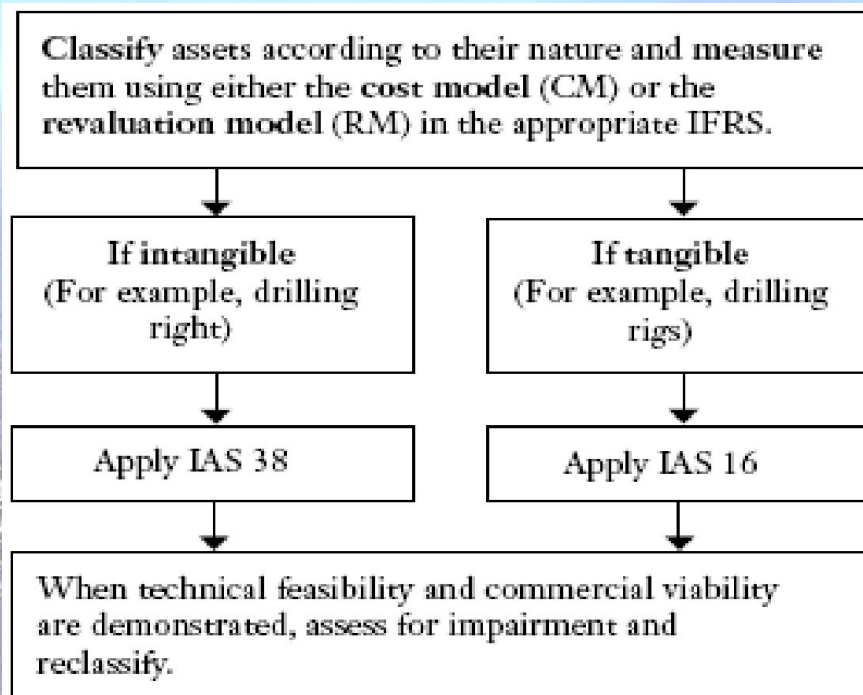 Classify assets according to their nature and measure
them using either the cost model (CM) or the
revaluation model (RM) in the appropriate IFRS.
If intangible
(For example, drilling
right)
If tangible
(For example, drilling
rigs)
Apply IAS 38
Apply IAS 16
When technical feasibility and commercial viability
are demonstrated, assess for impairment and
reclassify.